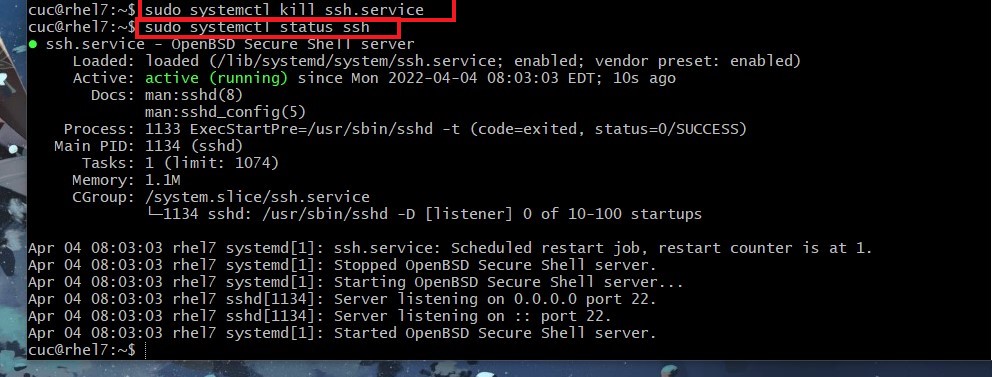 cuc@rhel7:~$ sudo systemctl kill ssh.service
cuc@rhel7:~$ sudo systemctl status ssh
● ssh.service - OpenBSD Secure Shell server
Loaded: loaded (/lib/systemd/system/ssh.service; enabled; vendor preset: enabled)
Active: active (running) since Mon 2022-04-04 08:03:03 EDT; 10s ago
Docs: man:sshd(8)
man:sshd_config(5)
Process: 1133 ExecStartPre=/usr/sbin/sshd -t (code=exited, status=0/SUCCESS)
Main PID: 1134 (sshd)
Tasks: 1 (limit: 1074)
Memory: 1.1M
CGroup: /system.slice/ssh.service
└─1134 sshd: /usr/sbin/sshd -D [listener] 0 of 10-100 startups
Apr 04 08:03:03 rhel7 systemd[1]: ssh.service: Scheduled restart job, restart counter is at 1.
Apr 04 08:03:03 rhel7 systemd[1]: Stopped OpenBSD Secure Shell server.
Apr 04 08:03:03 rhel7 systemd[1]: Starting OpenBSD Secure Shell server...
Apr 04 08:03:03 rhel7 sshd[1134]: Server listening on 0.0.0.0 port 22.
Apr 04 08:03:03 rhel7 sshd[1134]: Server listening on :: port 22.
Apr 04 08:03:03 rhel7 systemd[1]: Started OpenBSD Secure Shell server.
cuc@rhel7:~$